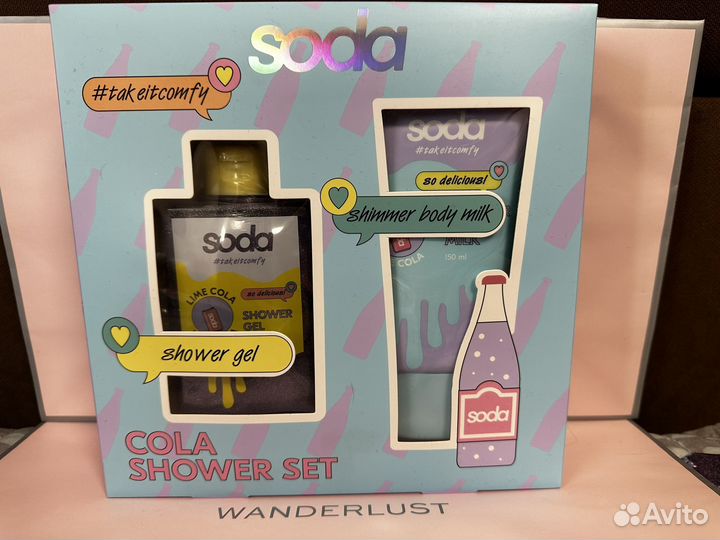 soda
#takeitcomfy
soda
#takeitcomfy
LIME COLA
so delicious!
soda
SHOWER
GEL
shower gel
soda
#takeitcomfy
so delicious!
shimmer body milk
MILK
COLA
150 ml
soda
COLA
SHOWER SET
WANDERLUST
Avito